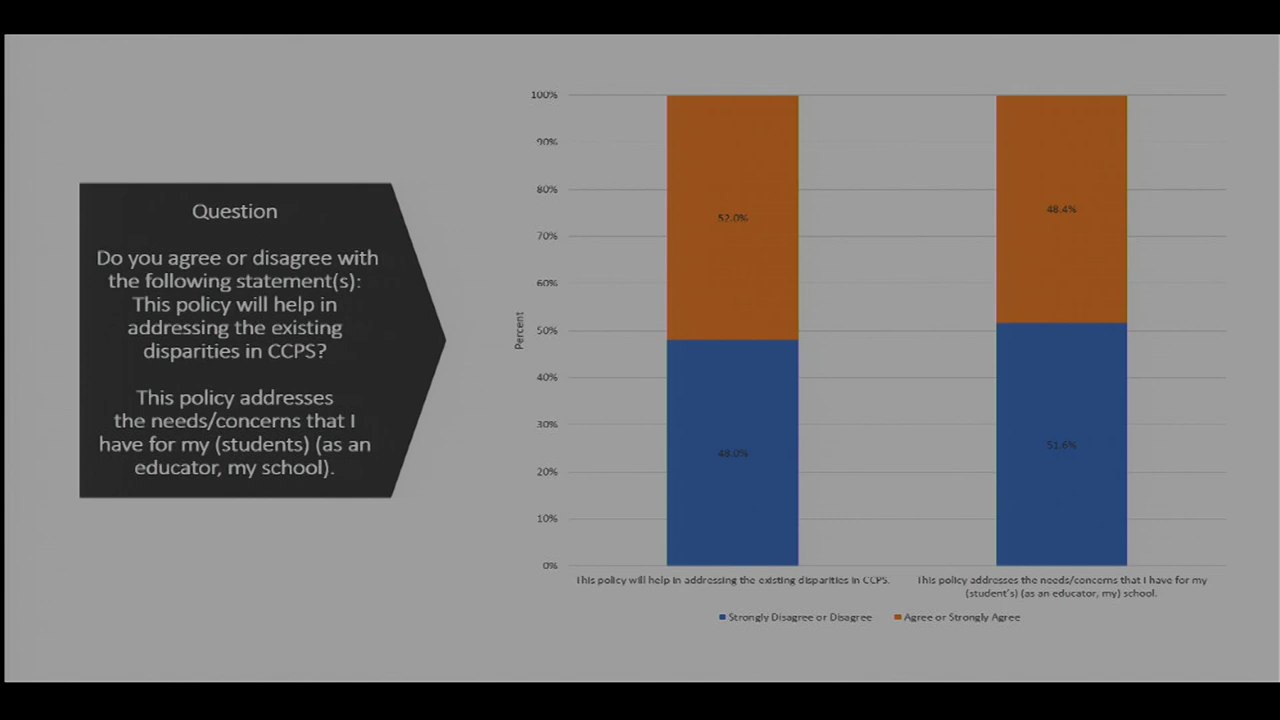 Question
Do you agree or disagree with
the following statement(s):
This policy will help in
addressing the existing
disparities in CCPS?
This policy addresses
the needs/concerns that I
have for my (students) (as an
educator, my school).
Percent
100%
90%
80%
70%
60%
50%
40%
30%
20%
10%
0%
52.0%
48.0%
48.4%
51.6%
This policy will help in addressing the existing disparities in CCPS.
This policy addresses the needs/concerns that I have for my
(student's) (as an educator, my) school.
Strongly Disagree or Disagree
Agree or Strongly Agree